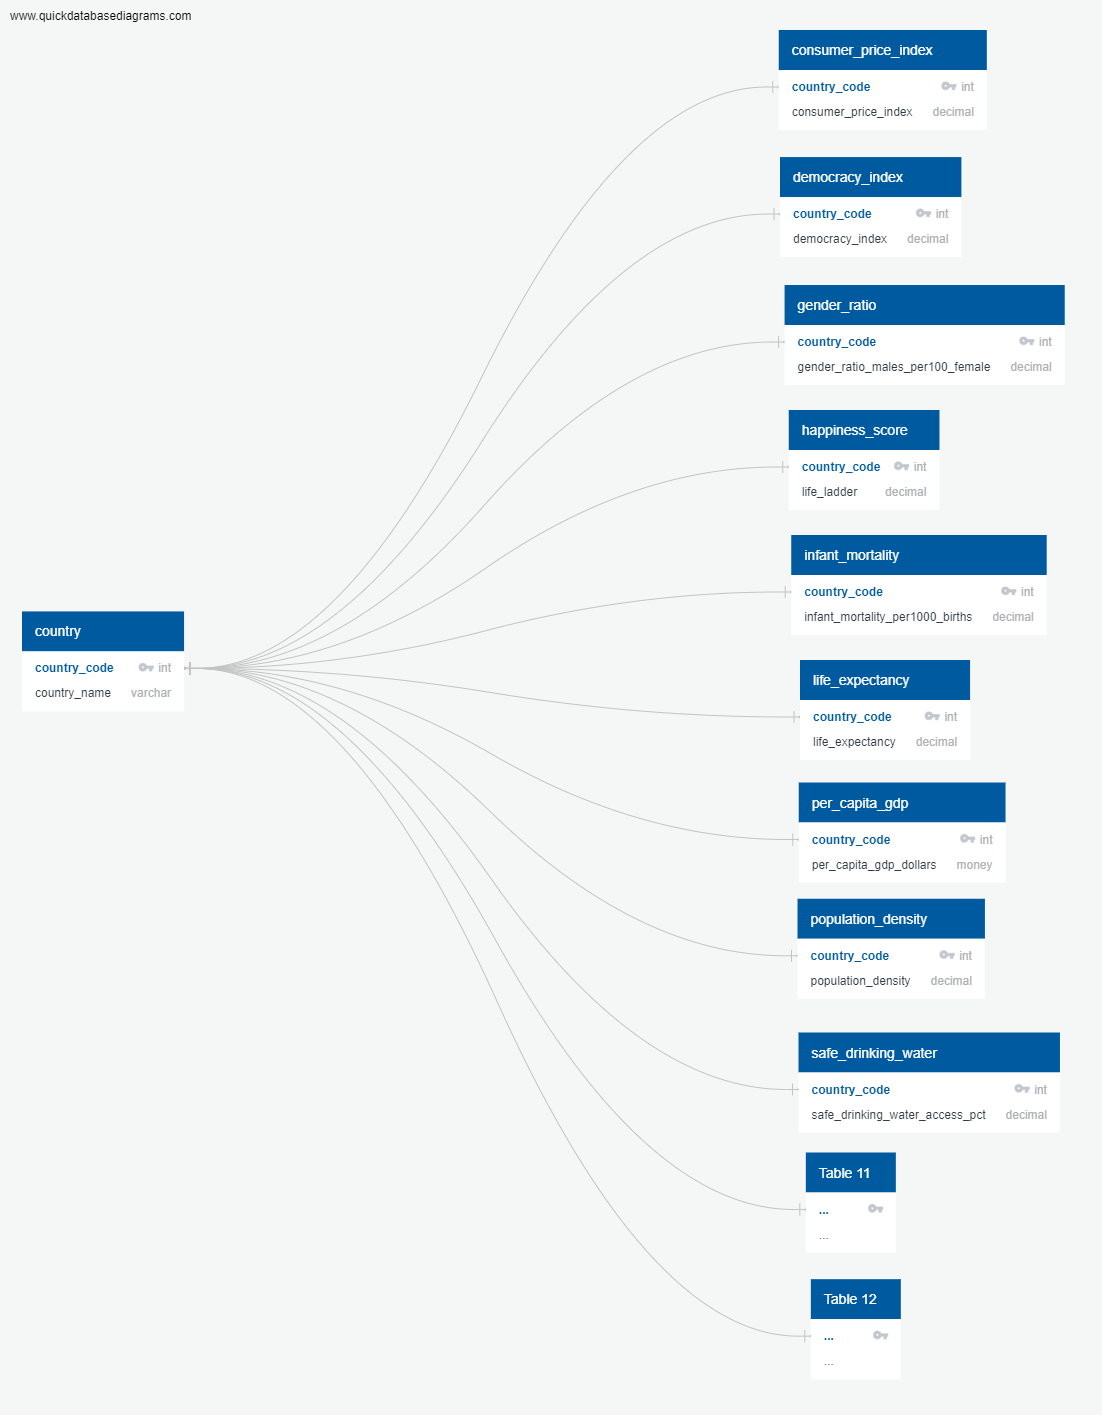 www.quickdatabasediagrams.com
consumer_price_index
country_code int
consumer_price_index decimal
democracy_index
country_code int
democracy_index decimal
gender_ratio
country_code int
gender_ratio_males_per100_female decimal
happiness_score
country_code int
life_ladder decimal
infant_mortality
country_code int
infant_mortality_per1000_births decimal
country
country_code int
country_name varchar
life_expectancy
country_code int
life_expectancy decimal
per_capita_gdp
country_code int
per_capita_gdp_dollars money
population_density
country_code int
population_density decimal
safe_drinking_water
country_code int
safe_drinking_water_access_pct decimal
Table 11
...
...
Table 12
...
...